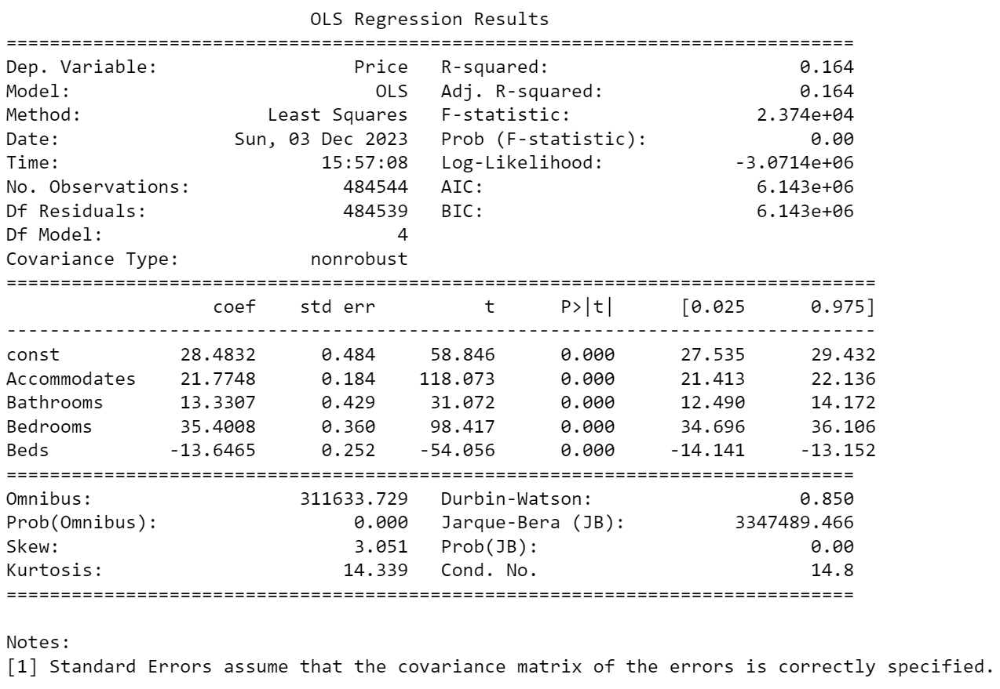 OLS Regression Results
==============================================================================
Dep. Variable: Price R-squared: 0.164
Model: OLS Adj. R-squared: 0.164
Method: Least Squares F-statistic: 2.374e+04
Date: Sun, 03 Dec 2023 Prob (F-statistic): 0.00
Time: 15:57:08 Log-Likelihood: -3.0714e+06
No. Observations: 484544 AIC: 6.143e+06
Df Residuals: 484539 BIC: 6.143e+06
Df Model: 4
Covariance Type: nonrobust
================================================================================
coef std err t P>|t| [0.025 0.975]
--------------------------------------------------------------------------------
const 28.4832 0.484 58.846 0.000 27.535 29.432
Accommodates 21.7748 0.184 118.073 0.000 21.413 22.136
Bathrooms 13.3307 0.429 31.072 0.000 12.490 14.172
Bedrooms 35.4008 0.360 98.417 0.000 34.696 36.106
Beds -13.6465 0.252 -54.056 0.000 -14.141 -13.152
==============================================================================
Omnibus: 311633.729 Durbin-Watson: 0.850
Prob(Omnibus): 0.000 Jarque-Bera (JB): 3347489.466
Skew: 3.051 Prob(JB): 0.00
Kurtosis: 14.339 Cond. No. 14.8
==============================================================================
Notes:
[1] Standard Errors assume that the covariance matrix of the errors is correctly specified.